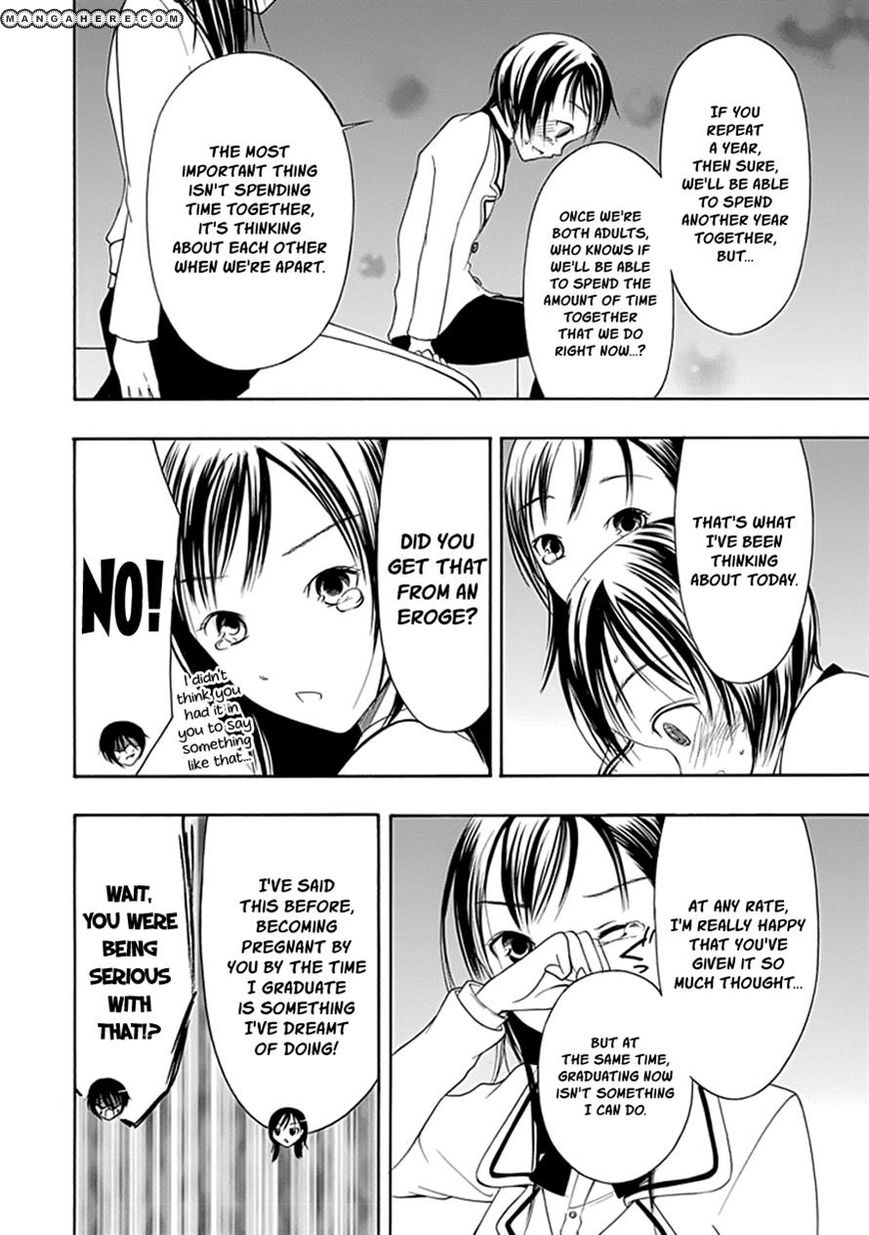 MANGAHERE.COM
IF YOU
REPEAT
A YEAR,
THEN SURE,
WE'LL BE ABLE
TO SPEND
ANOTHER YEAR
TOGETHER,
BUT...
ONCE WE'RE
BOTH ADULTS,
WHO KNOWS IF
WE'LL BE ABLE
TO SPEND THE
AMOUNT OF TIME
TOGETHER
THAT WE DO
RIGHT NOW...?
THE MOST
IMPORTANT THING
ISN'T SPENDING
TIME TOGETHER,
IT'S THINKING
ABOUT EACH OTHER
WHEN WE'RE APART.
THAT'S WHAT
I'VE BEEN
THINKING
ABOUT TODAY.
DID YOU
GET THAT
FROM AN
EROGE?
I didn't
think you
had it in
you to say
something
like that...
NO!
AT ANY RATE,
I'M REALLY HAPPY
THAT YOU'VE
GIVEN IT SO
MUCH THOUGHT...
BUT AT
THE SAME TIME,
GRADUATING NOW
ISN'T SOMETHING
I CAN DO.
I'VE SAID
THIS BEFORE,
BECOMING
PREGNANT BY
YOU BY THE TIME
I GRADUATE
IS SOMETHING
I'VE DREAMT
OF DOING!
WAIT,
YOU WERE
BEING
SERIOUS
WITH
THAT!?